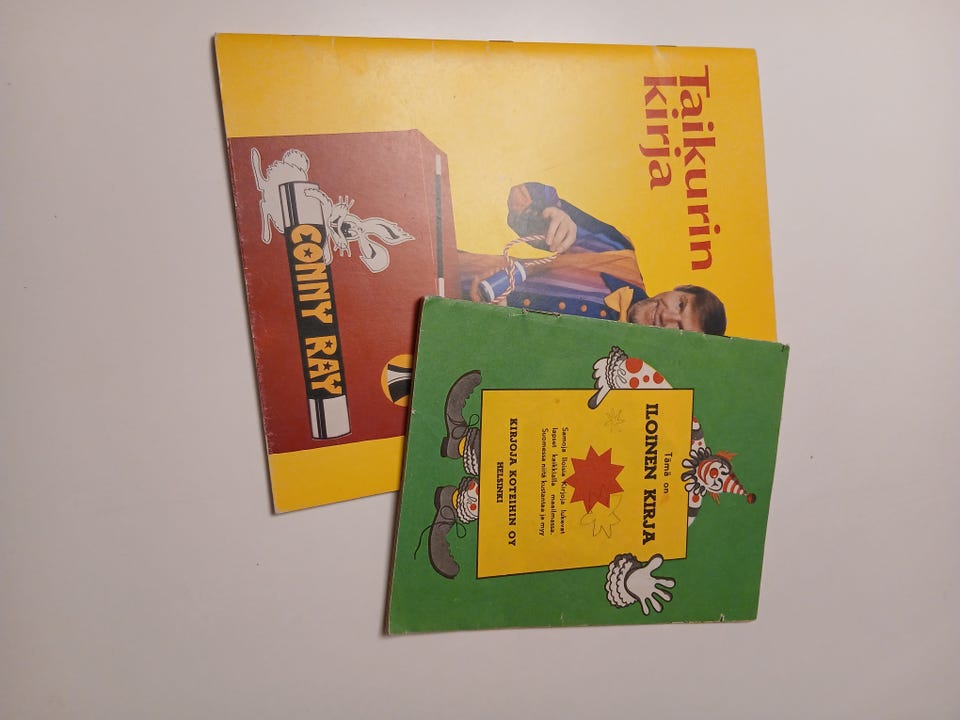 Taikurin
kirja
CONNY RAY
Tämä on
ILOINEN KIRJA
Samoja Iloisia Kirjoja lukevat
lapset kaikkialla maailmassa.
Suomessa niitä kustantaa ja myy
KIRJOJA KOTEIHIN OY
HELSINKI